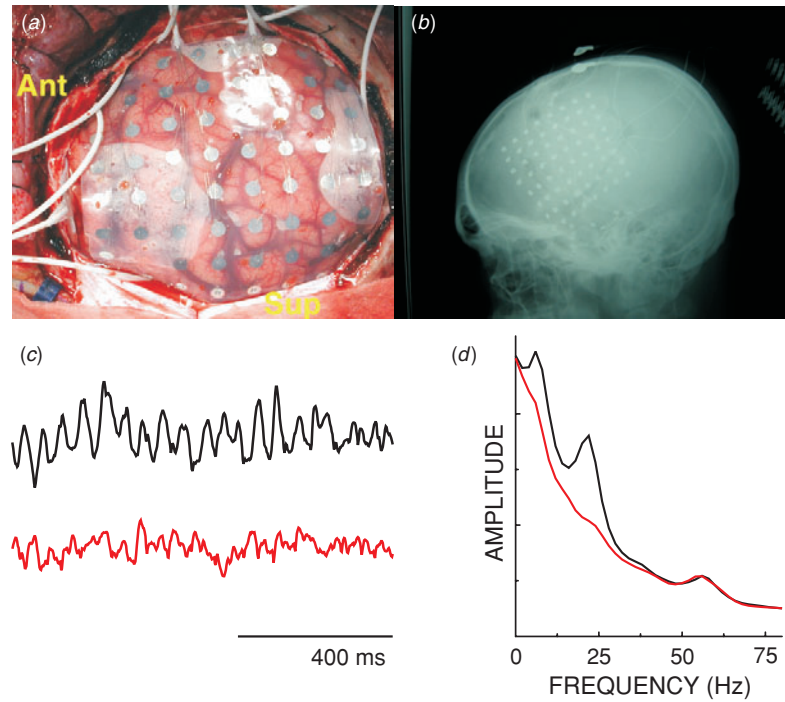 (a)
(b)
Ant
Sup
(c)
(d)
400 ms
AMPLITUDE
0 25 50 75
FREQUENCY (Hz)